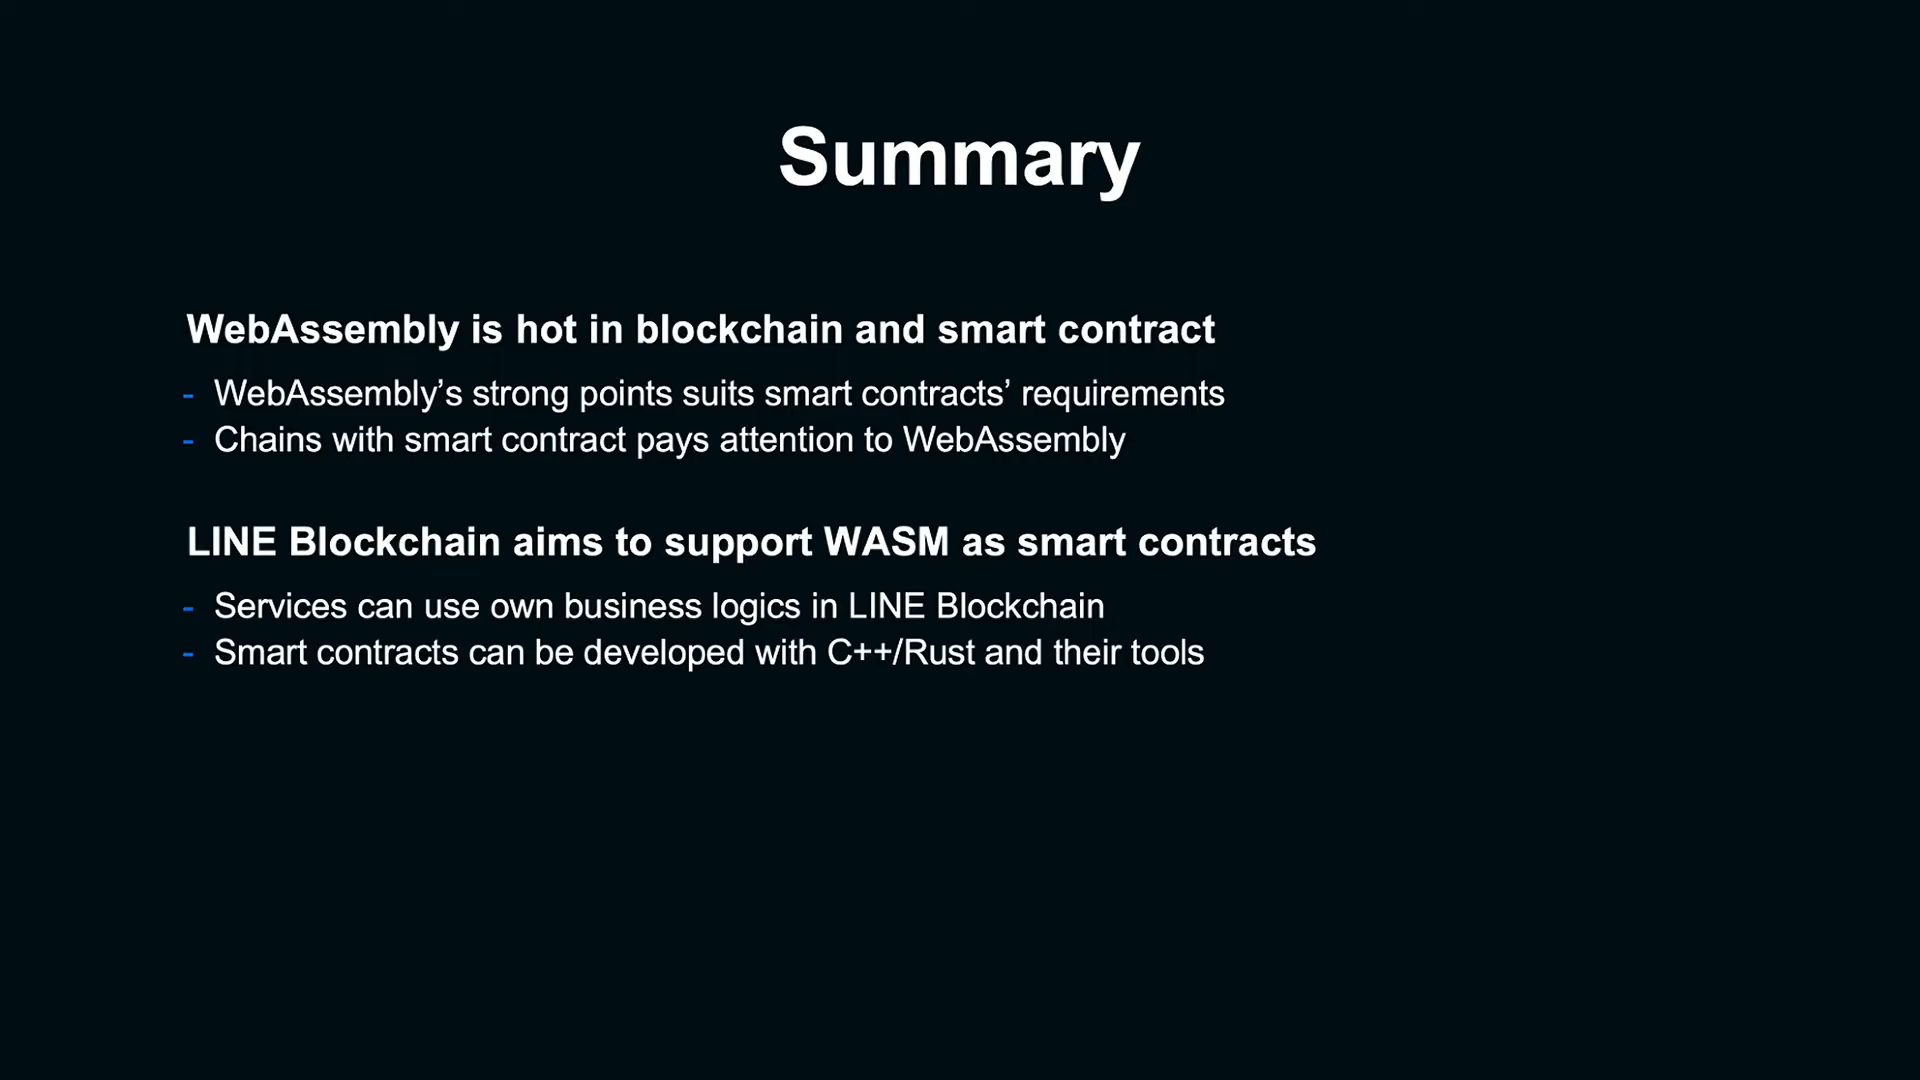 Summary
WebAssembly is hot in blockchain and smart contract
- WebAssembly’s strong points suits smart contracts’ requirements
- Chains with smart contract pays attention to WebAssembly
LINE Blockchain aims to support WASM as smart contracts
- Services can use own business logics in LINE Blockchain
- Smart contracts can be developed with C++/Rust and their tools